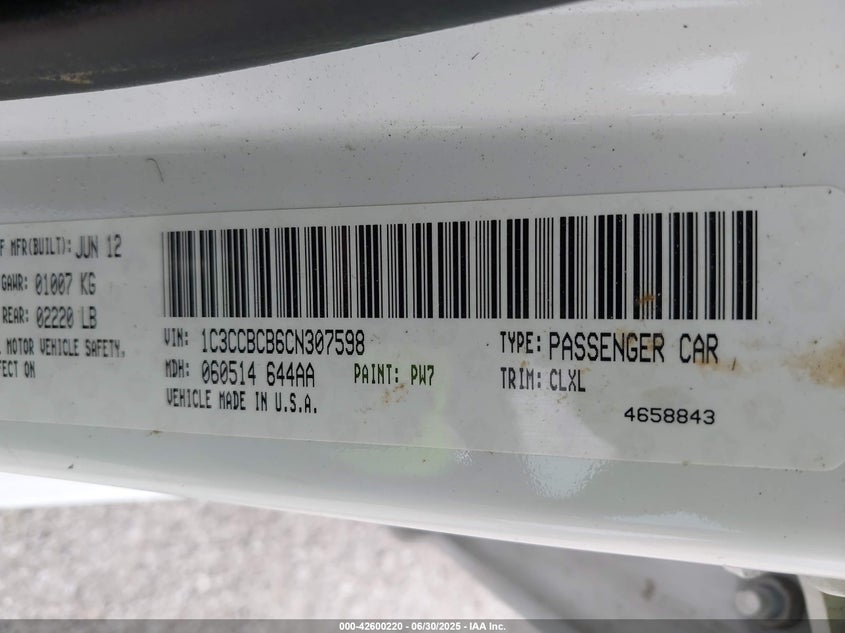 F MFR(BUILT): JUN 12
GAWR: 01007 KG
REAR: 02220 LB
MOTOR VEHICLE SAFETY,
FECT ON
VIN: 1C3CCBCB6CN307598
MDH: 060514 644AA
PAINT: PW7
VEHICLE MADE IN U.S.A.
TYPE: PASSENGER CAR
TRIM: CLXL
4658843
000-42600220 - 06/30/2025 - IAA Inc.